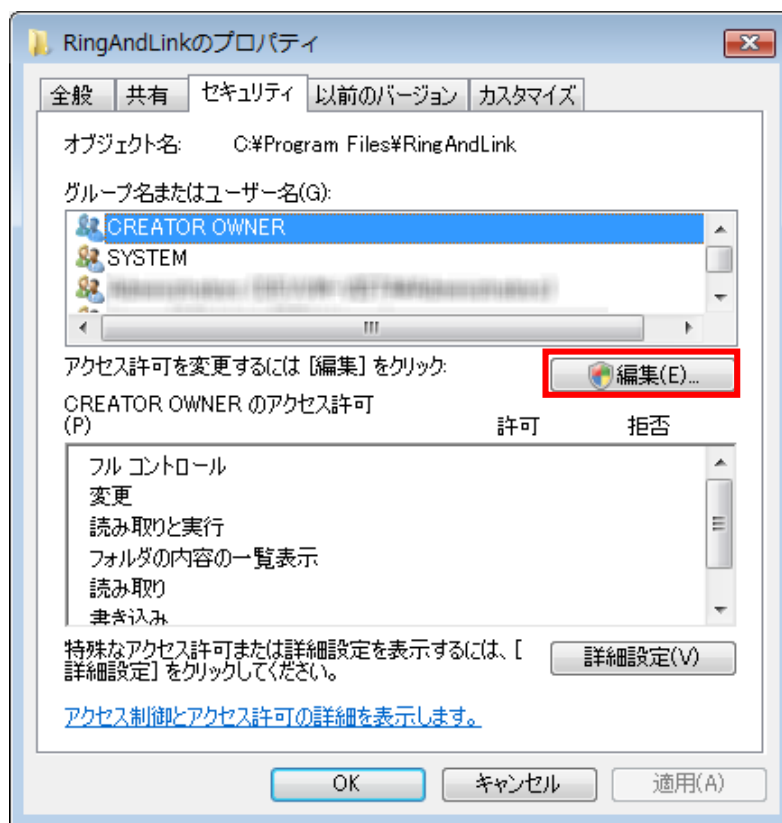 RingAndLinkのプロパティ
全般 共有 セキュリティ 以前のバージョン カスタマイズ
オブジェクト名: C:¥Program Files¥RingAndLink
グループ名またはユーザー名(G):
CREATOR OWNER
SYSTEM
アクセス許可を変更するには [編集] をクリック:
編集(E)...
CREATOR OWNER のアクセス許可
(P) 許可 拒否
フル コントロール
変更
読み取りと実行
フォルダの内容の一覧表示
読み取り
書き込み
特殊なアクセス許可または詳細設定を表示するには、[
詳細設定] をクリックしてください。
詳細設定(V)
アクセス制御とアクセス許可の詳細を表示します。
OK キャンセル 適用(A)